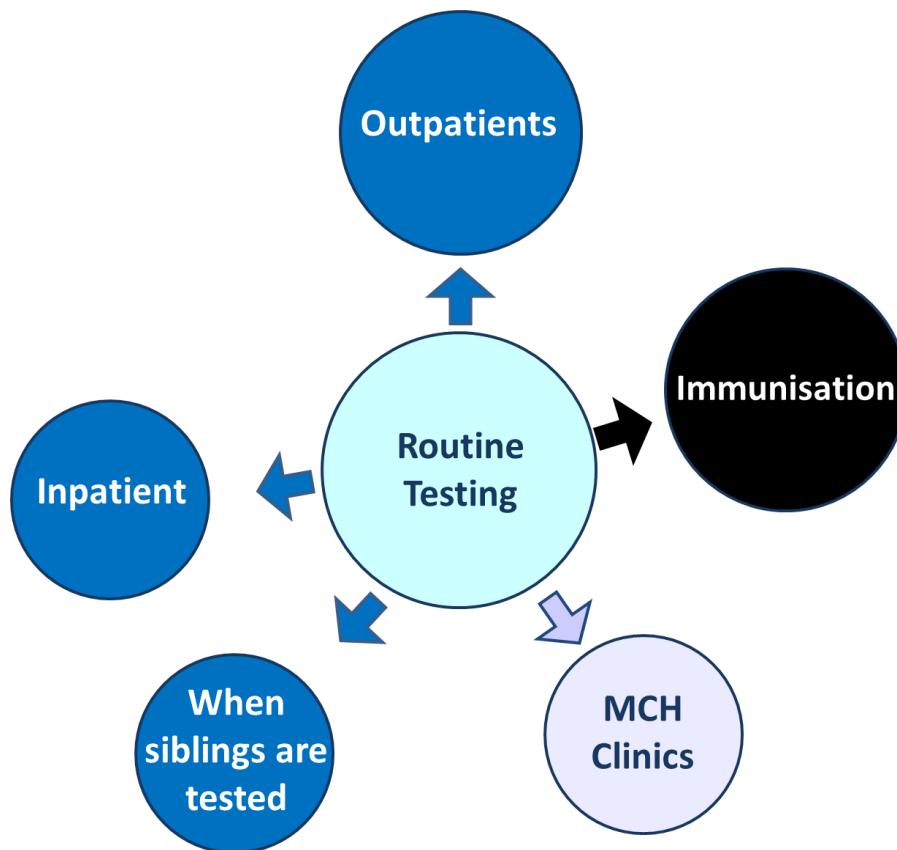 Outpatients
Immunisation
Routine
Testing
Inpatient
When
siblings are
tested
MCH
Clinics